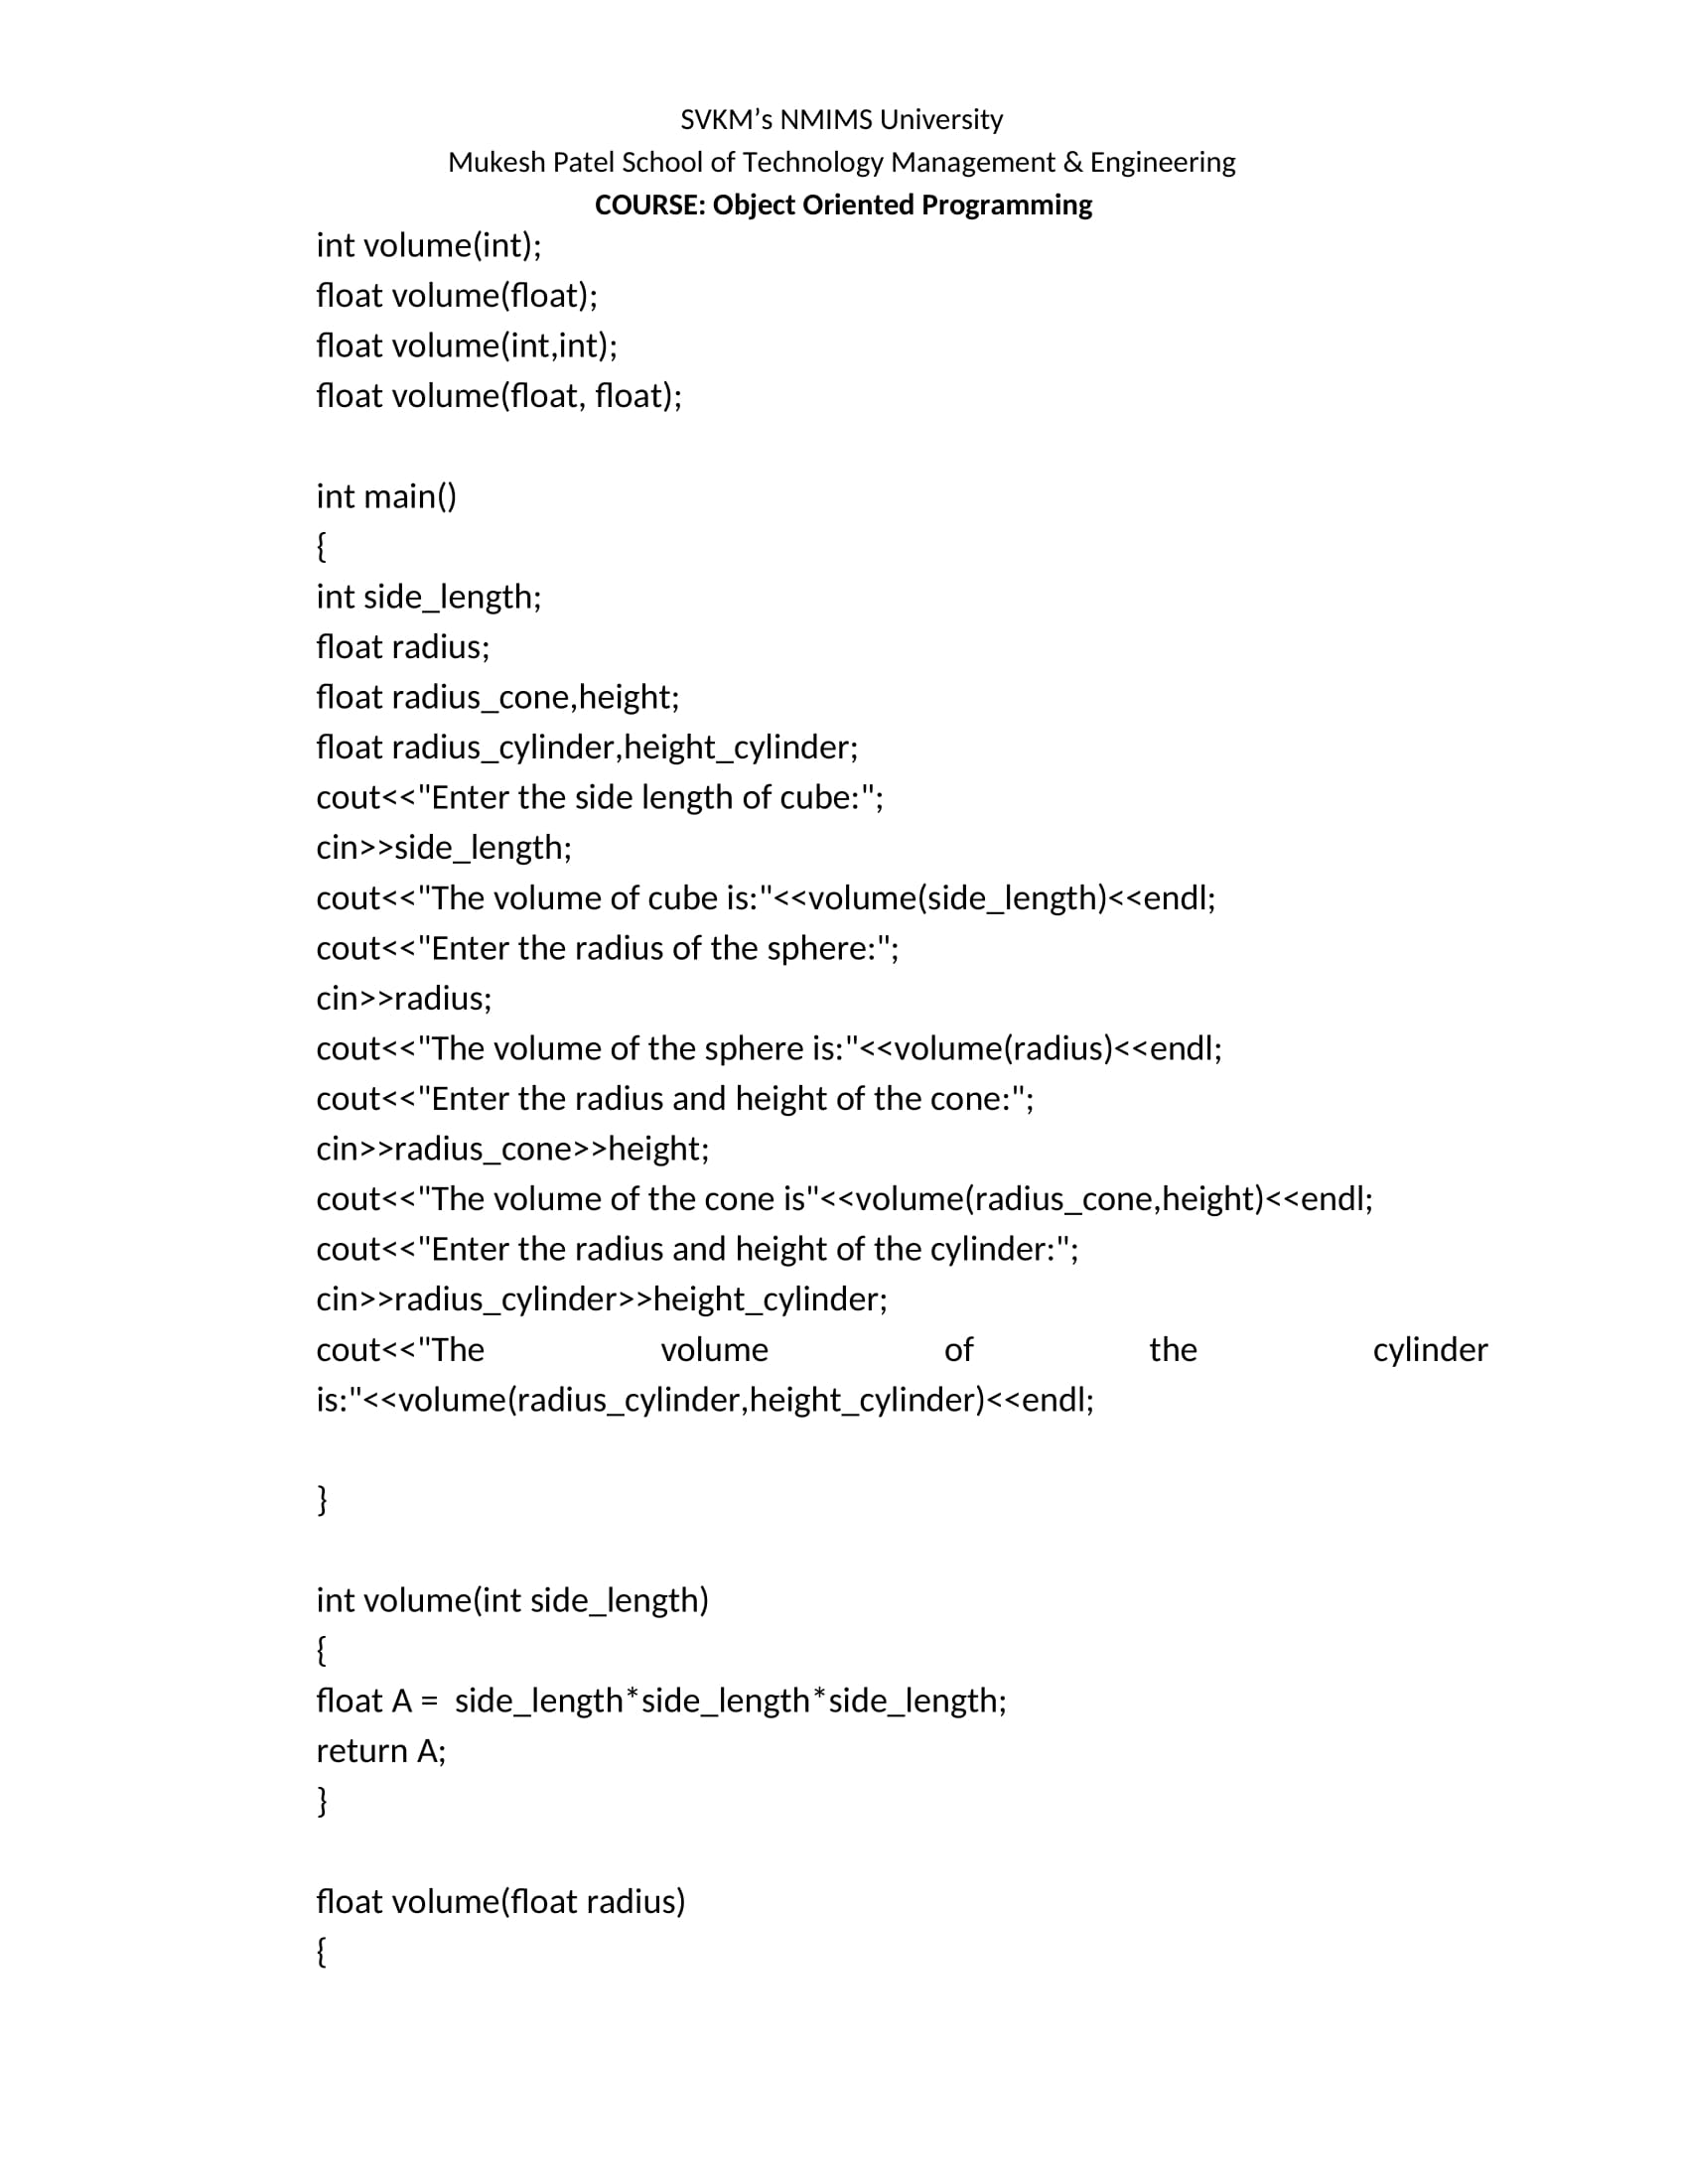 SVKM’s NMIMS University
Mukesh Patel School of Technology Management & Engineering
COURSE: Object Oriented Programming
int volume(int);
float volume(float);
float volume(int,int);
float volume(float, float);
int main()
{
int side_length;
float radius;
float radius_cone,height;
float radius_cylinder,height_cylinder;
cout<<"Enter the side length of cube:";
cin>>side_length;
cout<<"The volume of cube is:"<<volume(side_length)<<endl;
cout<<"Enter the radius of the sphere:";
cin>>radius;
cout<<"The volume of the sphere is:"<<volume(radius)<<endl;
cout<<"Enter the radius and height of the cone:";
cin>>radius_cone>>height;
cout<<"The volume of the cone is"<<volume(radius_cone,height)<<endl;
cout<<"Enter the radius and height of the cylinder:";
cin>>radius_cylinder>>height_cylinder;
cout<<"The volume of the cylinder
is:"<<volume(radius_cylinder,height_cylinder)<<endl;
}
int volume(int side_length)
{
float A =  side_length*side_length*side_length;
return A;
}
float volume(float radius)
{